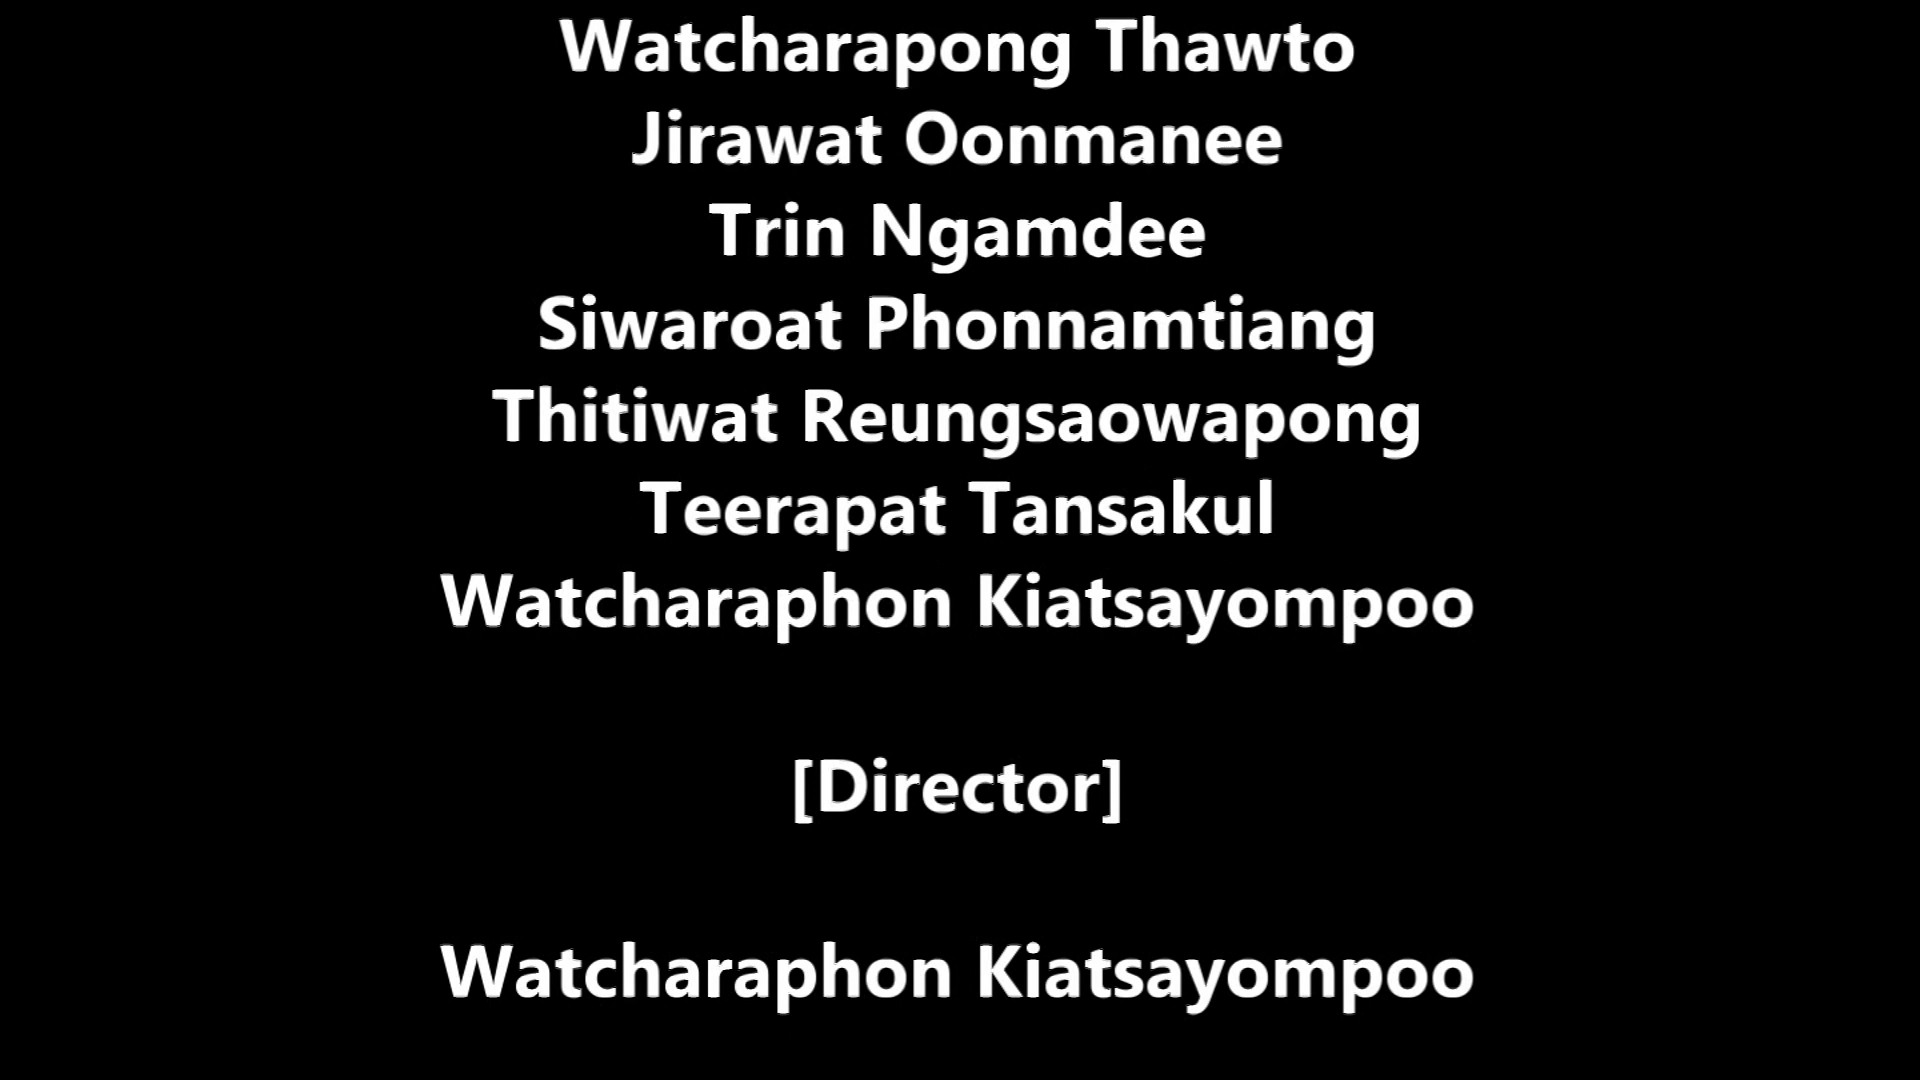 Watcharapong Thawto
Jirawat Oonmanee
Trin Ngamdee
Siwaroat Phonnamtiang
Thitiwat Reungsaowapong
Teerapat Tansakul
Watcharaphon Kiatsayompoo
[Director]
Watcharaphon Kiatsayompoo